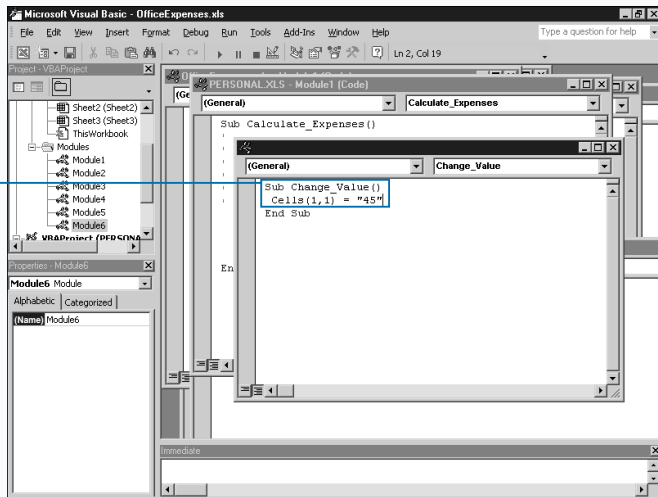 Microsoft Visual Basic - OfficeExpenses.xls
File Edit View Insert Format Debug Run Tools Add-Ins Window Help
Type a question for help
Ln 2, Col 19
Project - VBAProject
Sheet2 (Sheet2)
Sheet3 (Sheet3)
ThisWorkbook
Modules
Module1
Module2
Module3
Module4
Module5
Module6
VBAProject (PERSONA
Properties - Module6
Module6 Module
Alphabetic
Categorized
(Name) Module6
PERSONAL.XLS - Module1 (Code)
(General)
Calculate_Expenses
Sub Calculate_Expenses()
En
(General)
Change_Value
Sub Change_Value()
Cells(1,1) = "45"
End Sub
Immediate